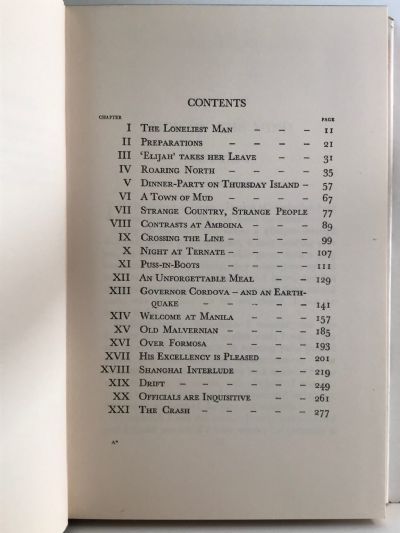 CONTENTS
CHAPTER PAGE
I The Loneliest Man – – – 11
II Preparations – – – – 21
III 'Elijah' takes her Leave – – 31
IV Roaring North – – – – 35
V Dinner-Party on Thursday Island – 57
VI A Town of Mud – – – – 67
VII Strange Country, Strange People 77
VIII Contrasts at Amboina – – – 89
IX Crossing the Line – – – – 99
X Night at Ternate – – – – 107
XI Puss-in-Boots – – – – 111
XII An Unforgettable Meal – – 129
XIII Governor Cordova – and an Earth-
quake – – – – – 141
XIV Welcome at Manila – – – 157
XV Old Malvernian – – – – 185
XVI Over Formosa – – – – 193
XVII His Excellency is Pleased – – 201
XVIII Shanghai Interlude – – – 219
XIX Drift – – – – – 249
XX Officials are Inquisitive – – 261
XXI The Crash – – – – – 277
A*